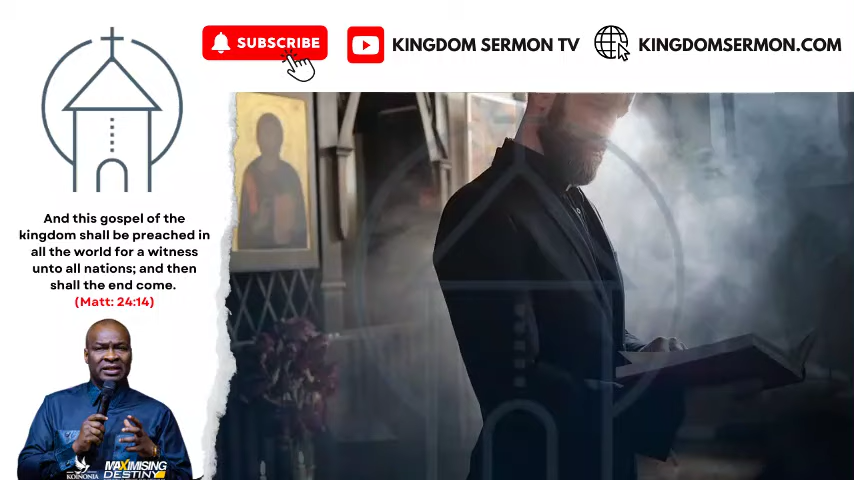 SUBSCRIBE
KINGDOM SERMON TV
KINGDOMSERMON.COM
And this gospel of the
kingdom shall be preached in
all the world for a witness
unto all nations; and then
shall the end come.
(Matt: 24:14)
KOINONIA
MAXIMISING
DESTINY